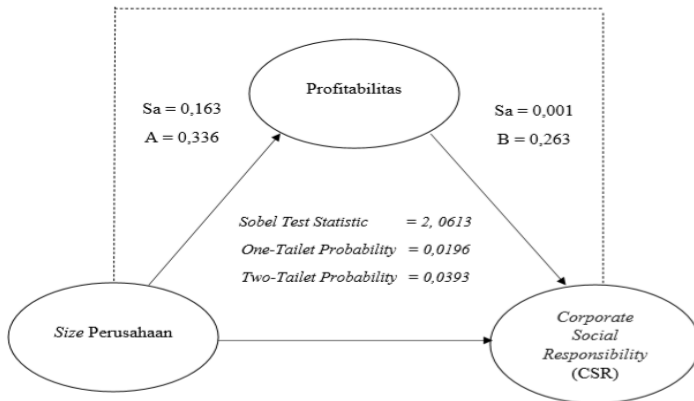 Profitabilitas
Sa = 0,163
A = 0,336
Sa = 0,001
B = 0,263
Sobel Test Statistic = 2, 0613
One-Tailet Probability = 0,0196
Two-Tailet Probability = 0,0393
Size Perusahaan
Corporate
Social
Responsibility
(CSR)